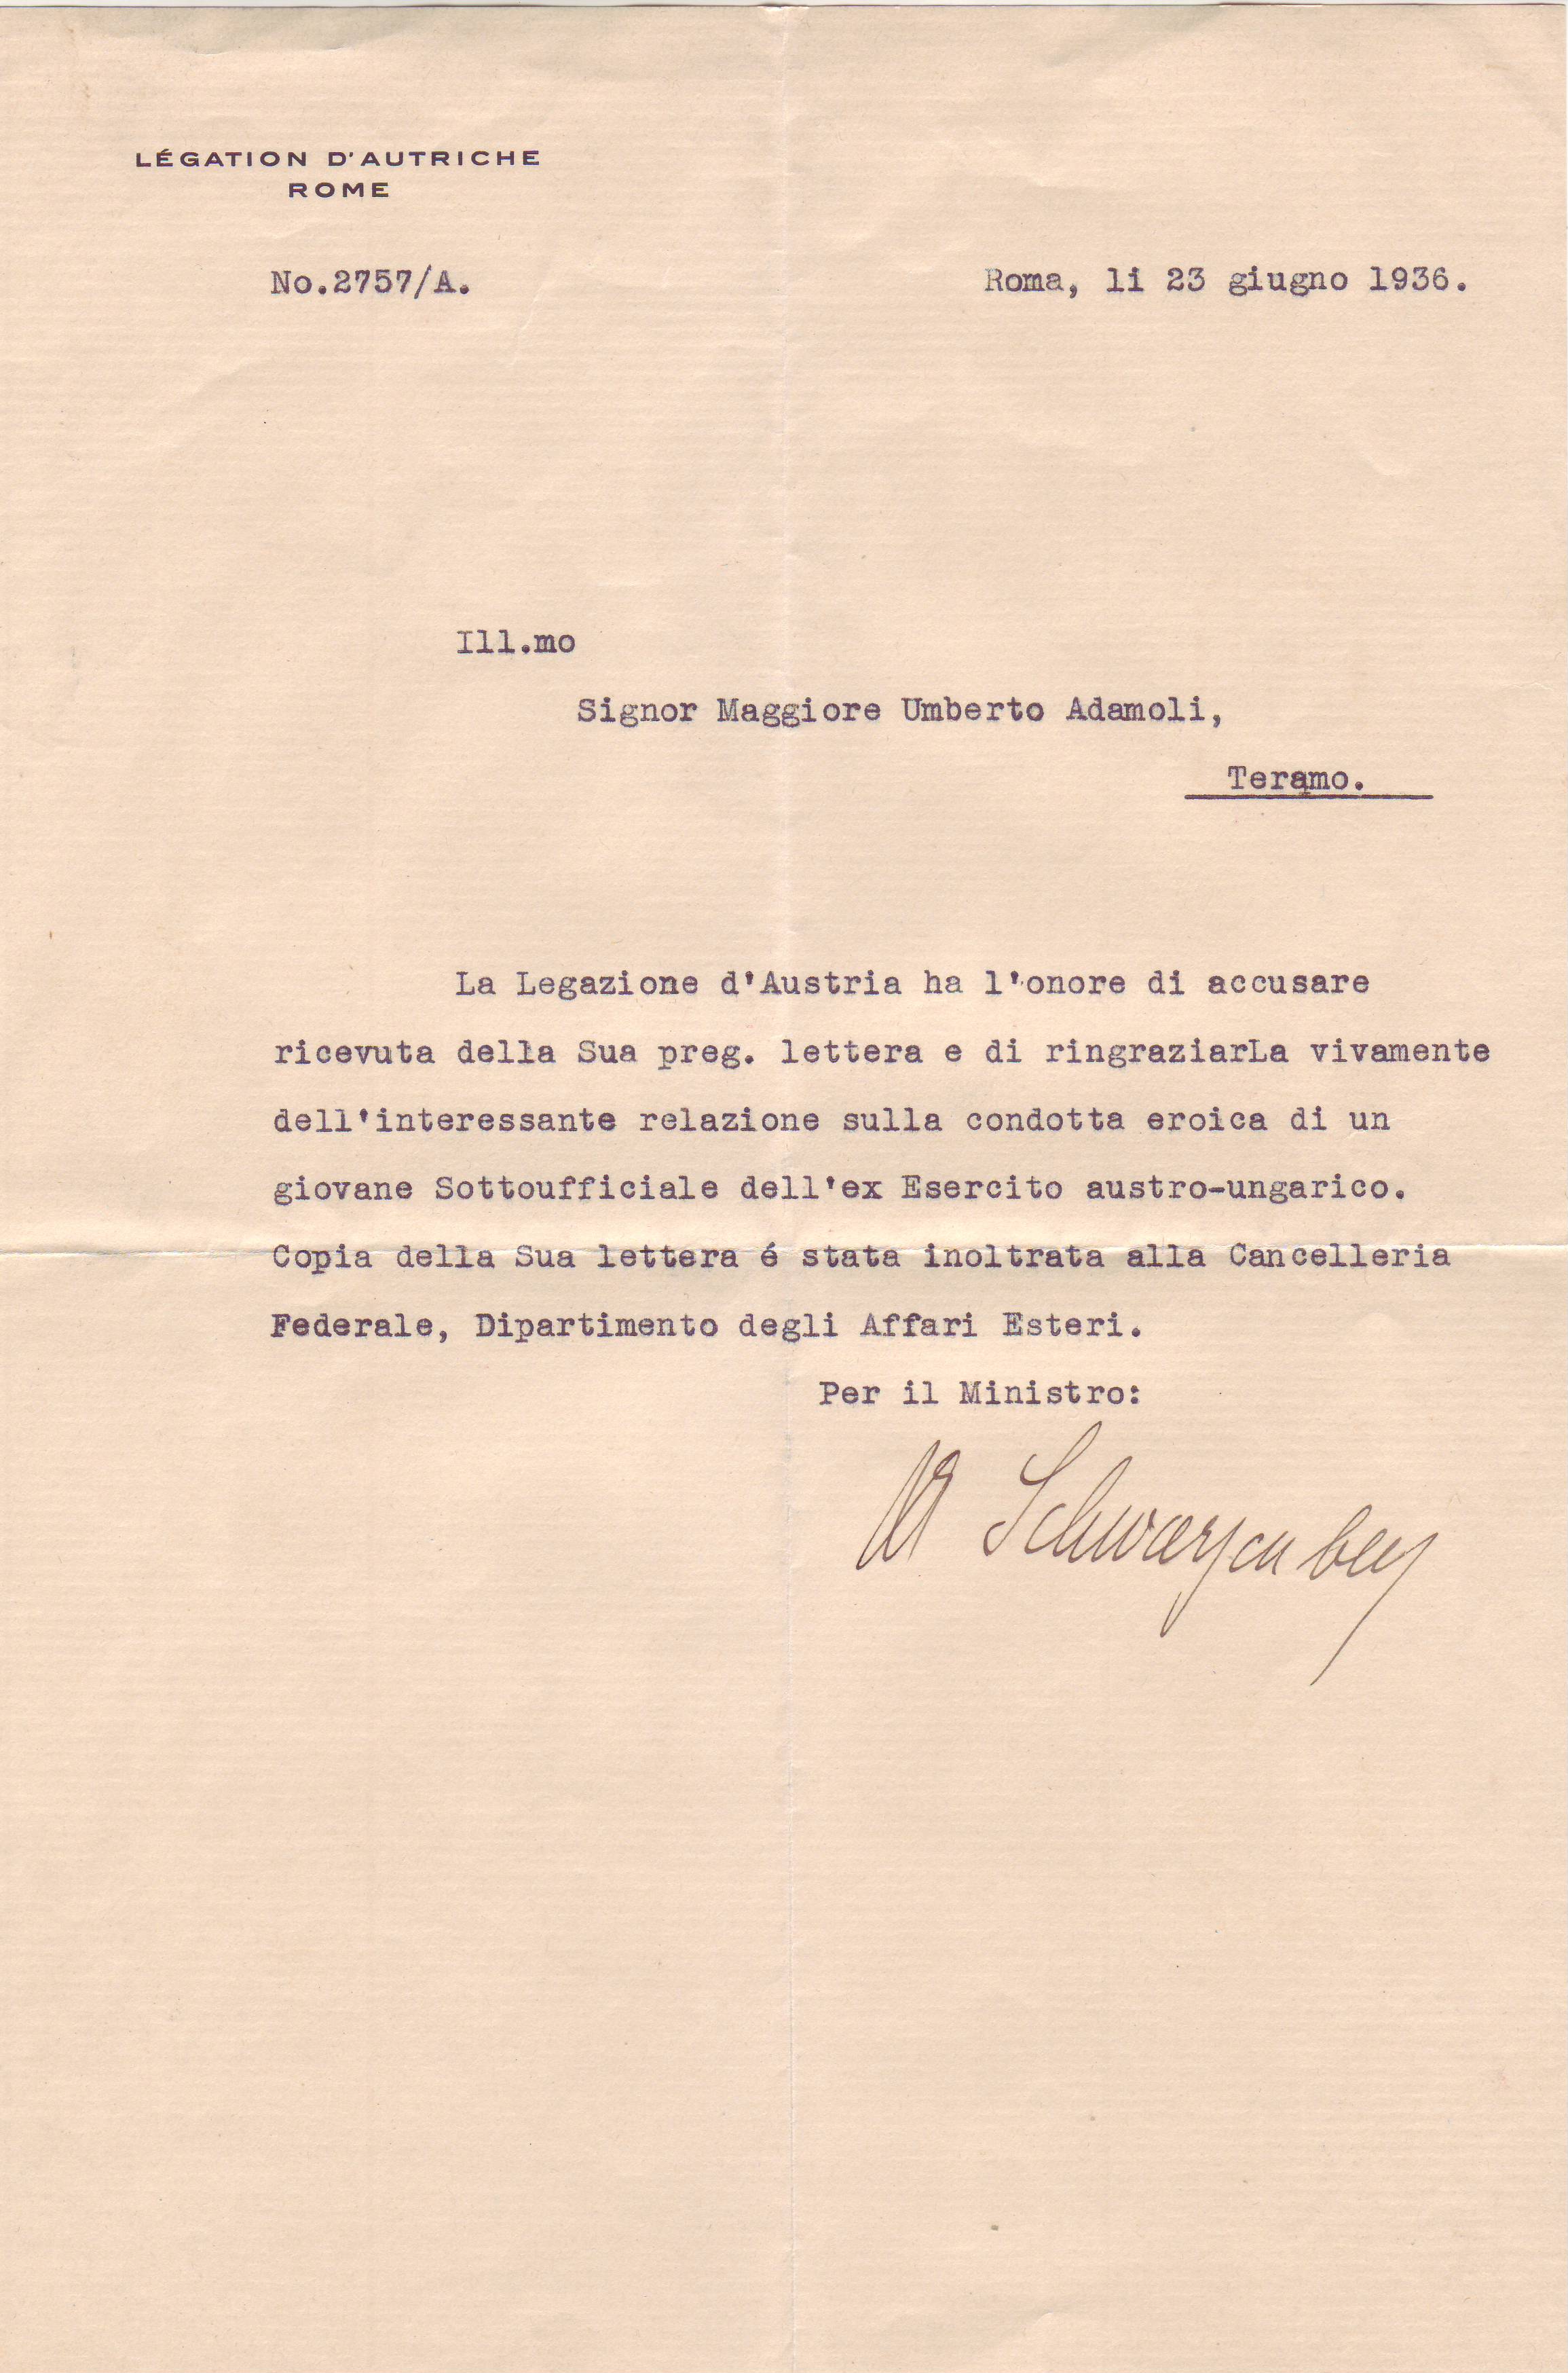 LÉGATION D'AUTRICHE
ROME
No.2757/A.
Roma, li 23 giugno 1936.
Ill.mo
Signor Maggiore Umberto Adamoli,
Teramo.
La Legazione d'Austria ha l'onore di accusare
ricevuta della Sua preg. lettera e di ringraziarLa vivamente
dell'interessante relazione sulla condotta eroica di un
giovane Sottoufficiale dell'ex Esercito austro-ungarico.
Copia della Sua lettera é stata inoltrata alla Cancelleria
Federale, Dipartimento degli Affari Esteri.
Per il Ministro:
Schwarzenberg